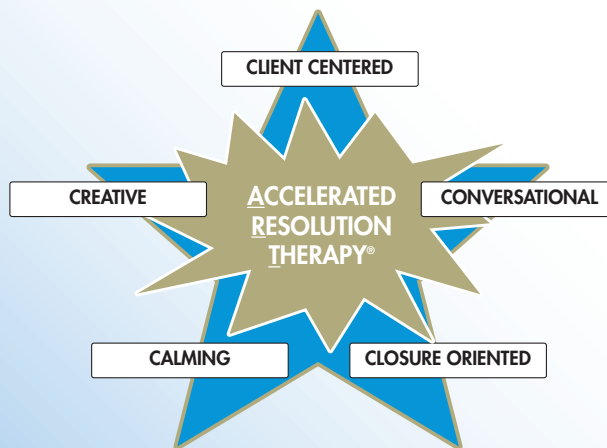 CLIENT CENTERED
CREATIVE
ACCELERATED
RESOLUTION
THERAPY®
CONVERSATIONAL
CALMING
CLOSURE ORIENTED